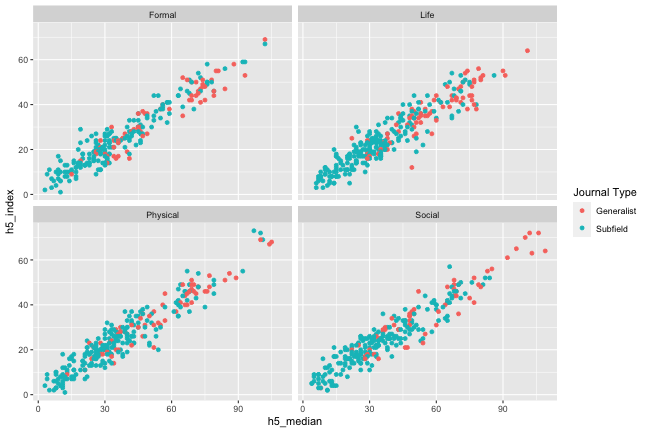 Formal
Life
60
40
20
0
Physical
Social
60
40
20
0
0
30
60
90
0
30
60
90
h5_median
h5_index
Journal Type
Generalist
Subfield